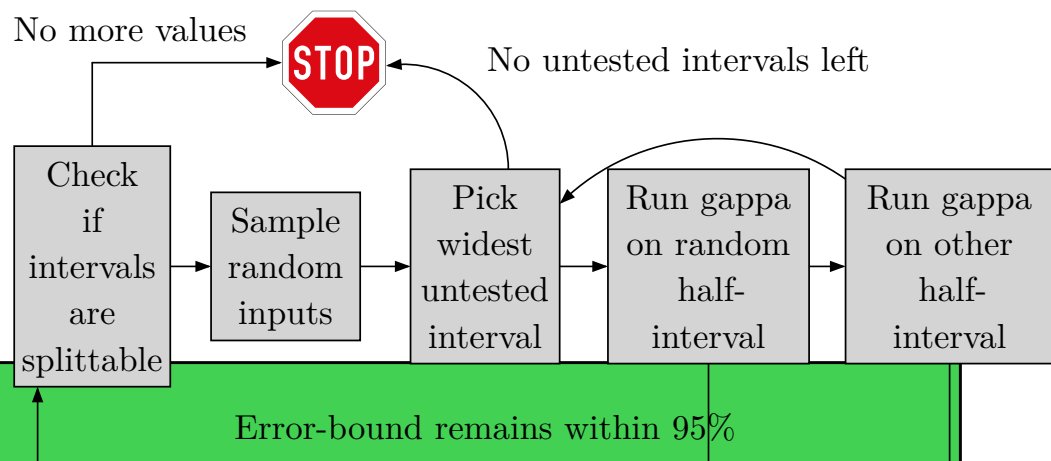 No more values
STOP
No untested intervals left
Check
if
intervals
are
splittable
Sample
random
inputs
Pick
widest
untested
interval
Run gappa
on random
half-
interval
Run gappa
on other
half-
interval
Error-bound remains within 95%